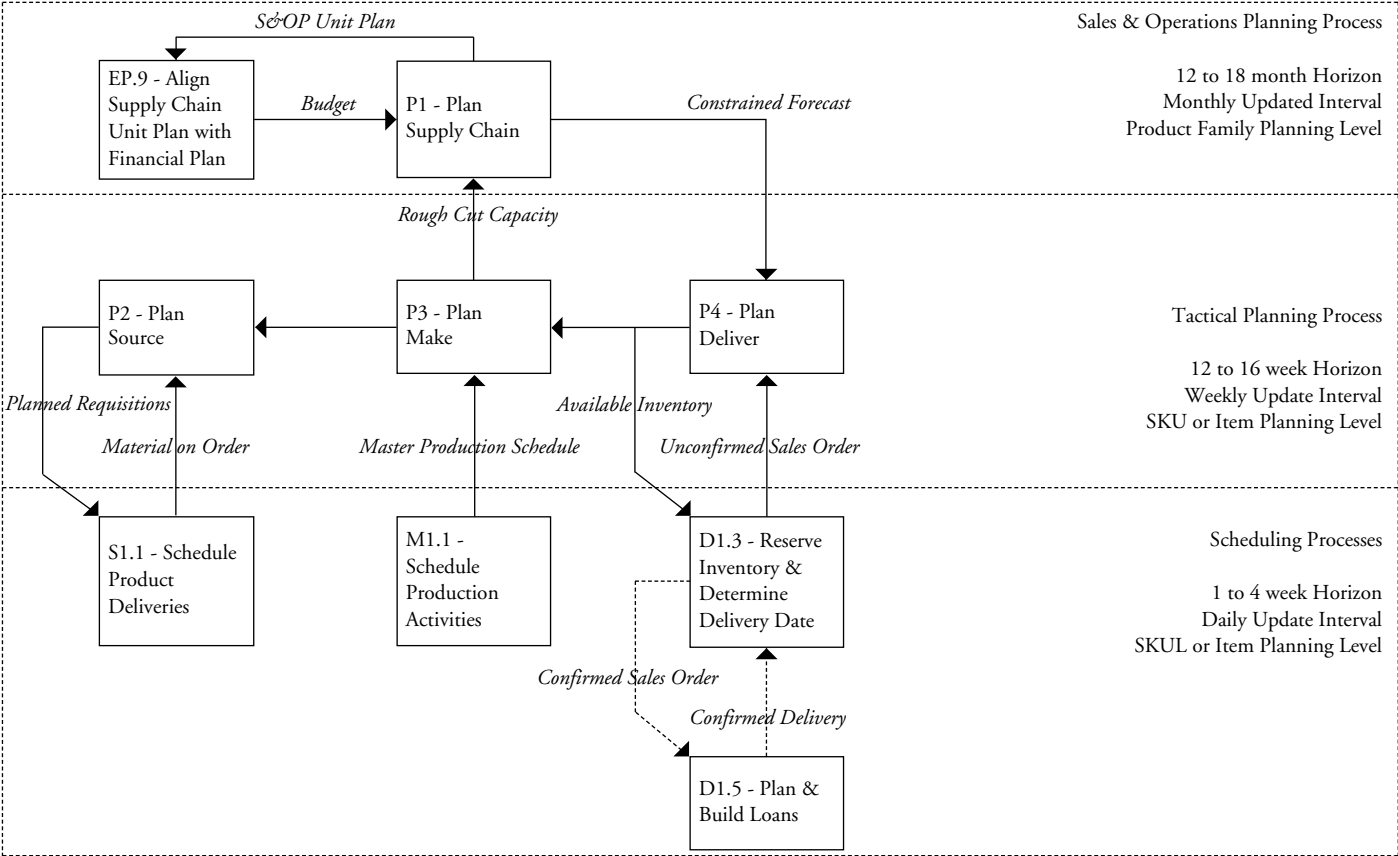 S&OP Unit Plan
Sales & Operations Planning Process
12 to 18 month Horizon
Monthly Updated Interval
Product Family Planning Level
EP.9 - Align
Supply Chain
Unit Plan with
Financial Plan
Budget
P1 - Plan
Supply Chain
Constrained Forecast
Rough Cut Capacity
P2 - Plan
Source
P3 - Plan
Make
P4 - Plan
Deliver
Tactical Planning Process
12 to 16 week Horizon
Weekly Update Interval
SKU or Item Planning Level
Planned Requisitions
Available Inventory
Material on Order
Master Production Schedule
Unconfirmed Sales Order
S1.1 - Schedule
Product
Deliveries
M1.1 -
Schedule
Production
Activities
D1.3 - Reserve
Inventory &
Determine
Delivery Date
Scheduling Processes
1 to 4 week Horizon
Daily Update Interval
SKUL or Item Planning Level
Confirmed Sales Order
Confirmed Delivery
D1.5 - Plan &
Build Loans